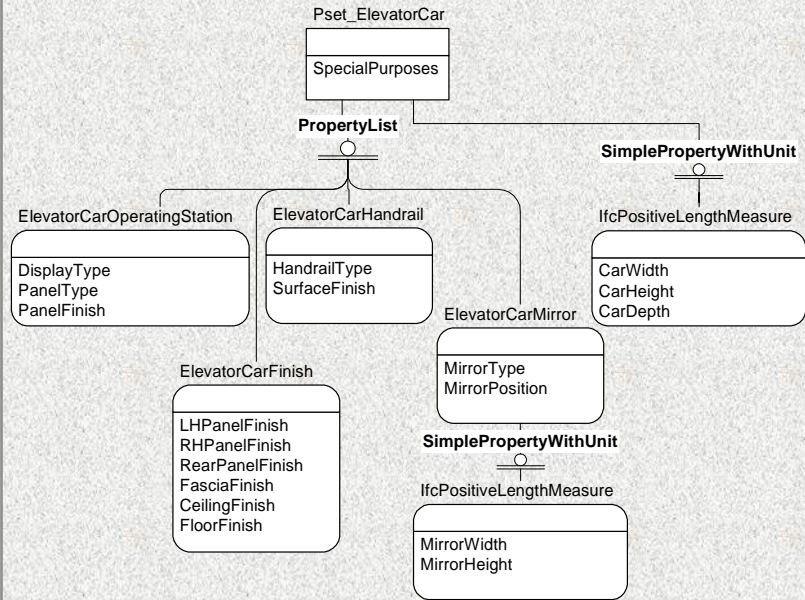 Pset_ElevatorCar
SpecialPurposes
PropertyList
SimplePropertyWithUnit
ElevatorCarOperatingStation
DisplayType
PanelType
PanelFinish
ElevatorCarHandrail
HandrailType
SurfaceFinish
IfcPositiveLengthMeasure
CarWidth
CarHeight
CarDepth
ElevatorCarFinish
LHPanelFinish
RHPanelFinish
RearPanelFinish
FasciaFinish
CeilingFinish
FloorFinish
ElevatorCarMirror
MirrorType
MirrorPosition
SimplePropertyWithUnit
IfcPositiveLengthMeasure
MirrorWidth
MirrorHeight